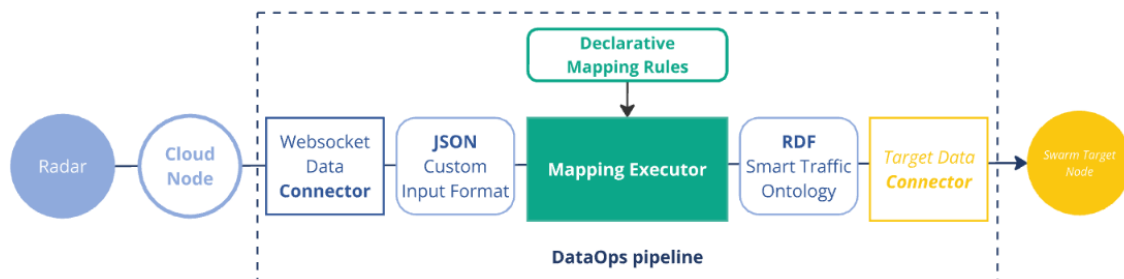 Declarative
Mapping Rules
Radar
Cloud
Node
Websocket
Data
Connector
JSON
Custom
Input Format
Mapping Executor
RDF
Smart Traffic
Ontology
Target Data
Connector
Swarm Target
Node
DataOps pipeline